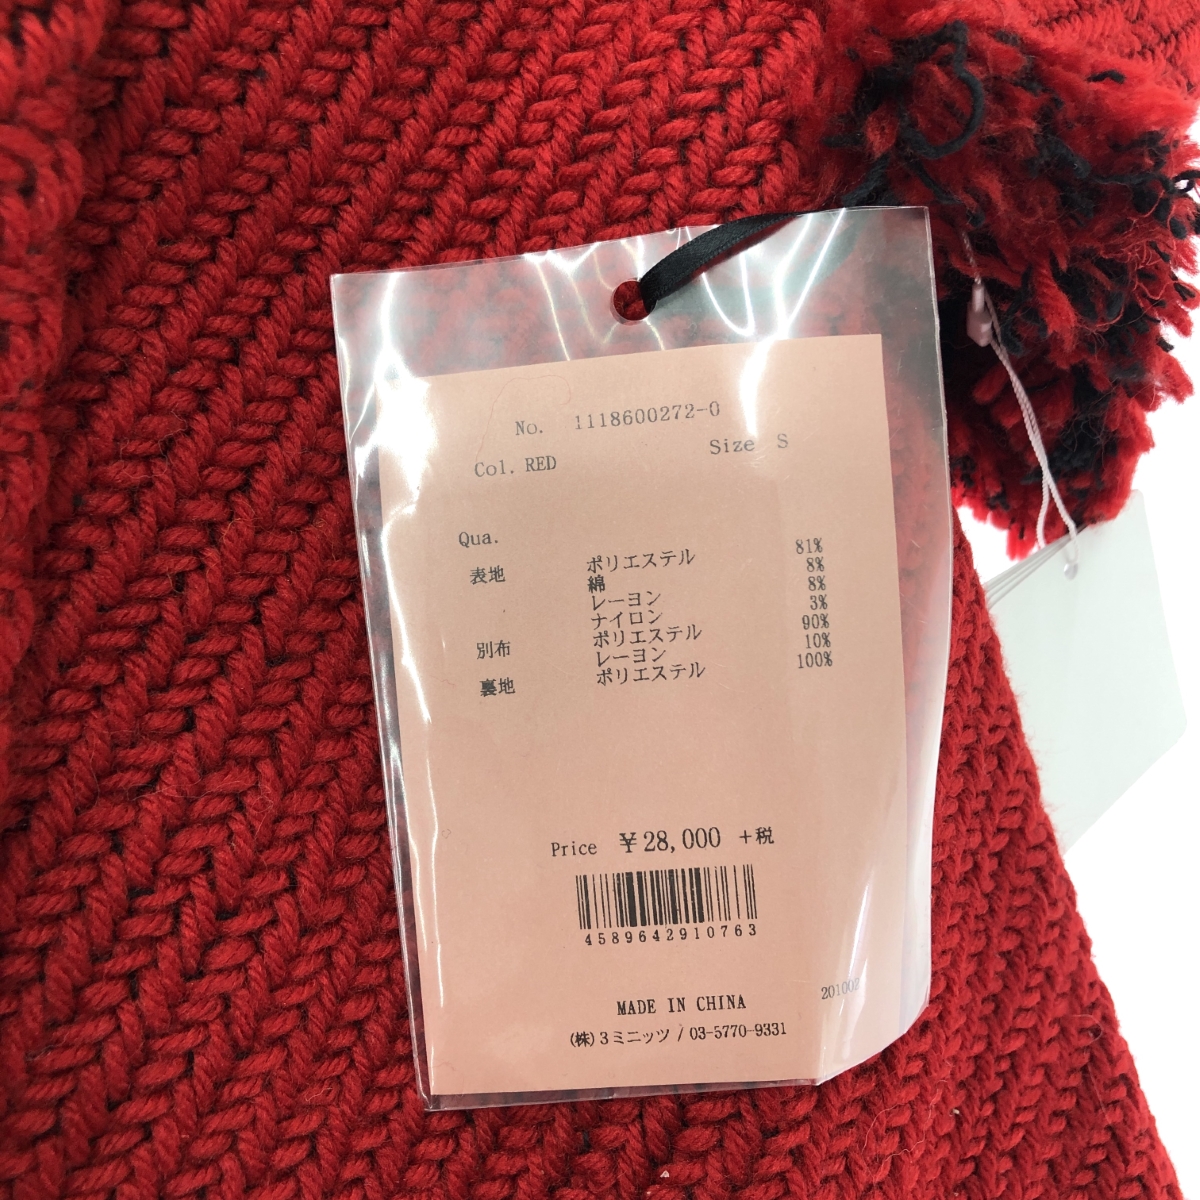 No. 1118600272-0
Col. RED Size S
Qua.
表地 ポリエステル 81%
綿 8%
レーヨン 8%
ナイロン 3%
別布 ポリエステル 90%
レーヨン 10%
裏地 ポリエステル 100%
Price ¥28,000 +税
4589642910763
MADE IN CHINA 201002
(株)3ミニッツ / 03-5770-9331